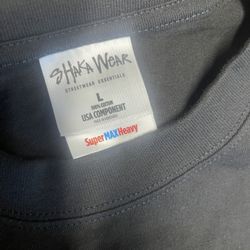 SHAKA WEAR
STREETWEAR ESSENTIALS
L
100% COTTON
USA COMPONENT
SuperMAXHeavy